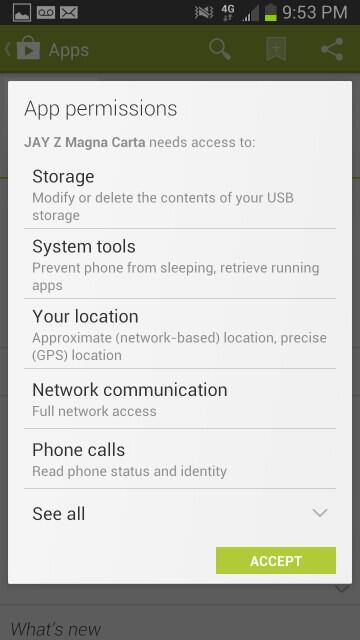 4G 9:53 PM
Apps
App permissions
JAY Z Magna Carta needs access to:
Storage
Modify or delete the contents of your USB
storage
System tools
Prevent phone from sleeping, retrieve running
apps
Your location
Approximate (network-based) location, precise
(GPS) location
Network communication
Full network access
Phone calls
Read phone status and identity
See all
ACCEPT
What's new